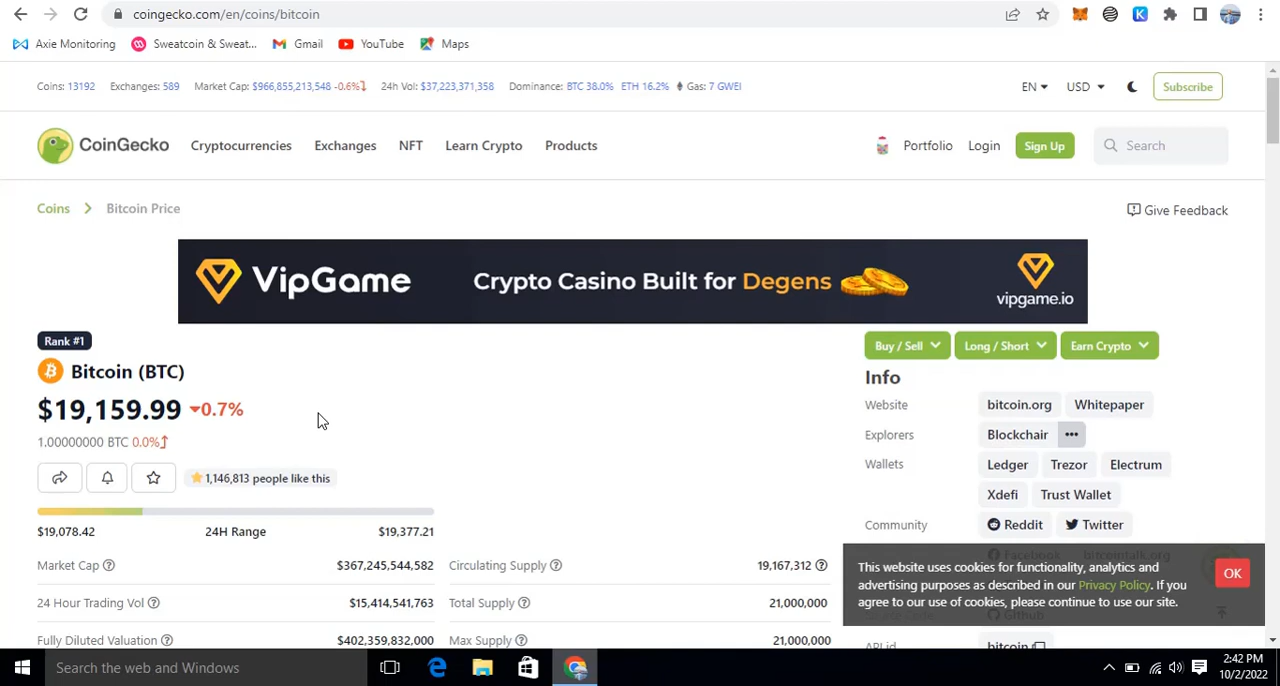 coingecko.com/en/coins/bitcoin
Axie Monitoring Sweatcoin & Sweat... Gmail YouTube Maps
Coins: 13192 Exchanges: 589 Market Cap: $966,855,213,548 -0.6% 24h Vol: $37,223,371,358 Dominance: BTC 38.0% ETH 16.2% Gas: 7 GWEI EN USD Subscribe
CoinGecko Cryptocurrencies Exchanges NFT Learn Crypto Products Portfolio Login Sign Up Search
Coins > Bitcoin Price Give Feedback
VipGame Crypto Casino Built for Degens vipgame.io
Rank #1
Bitcoin (BTC)
$19,159.99 0.7%
1.00000000 BTC 0.0%
1,146,813 people like this
$19,078.42 24H Range $19,377.21
Market Cap $367,245,544,582 Circulating Supply 19,167,312
24 Hour Trading Vol $15,414,541,763 Total Supply 21,000,000
Fully Diluted Valuation $402,359,832,000 Max Supply 21,000,000
Buy / Sell Long / Short Earn Crypto
Info
Website bitcoin.org Whitepaper
Explorers Blockchair •••
Wallets Ledger Trezor Electrum
Xdefi Trust Wallet
Community Reddit Twitter
Facebook bitcointalk.org
This website uses cookies for functionality, analytics and
advertising purposes as described in our Privacy Policy. If you
agree to our use of cookies, please continue to use our site.
OK
Github
API id bitcoin
Search the web and Windows
2:42 PM
10/2/2022